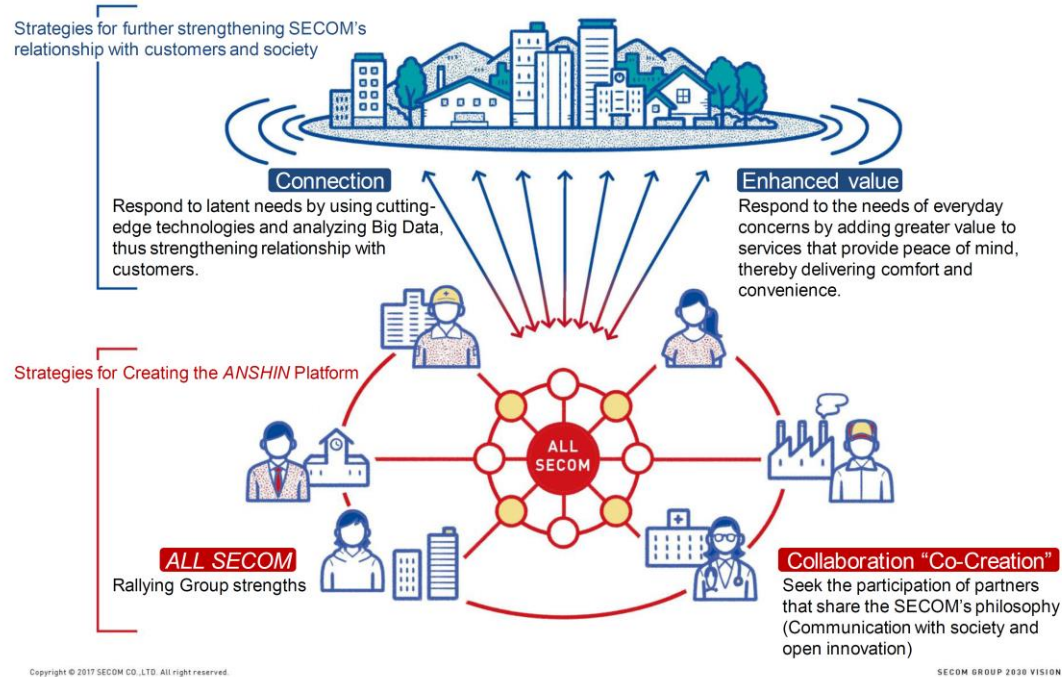 Strategies for further strengthening SECOM's
relationship with customers and society
Connection
Respond to latent needs by using cutting-
edge technologies and analyzing Big Data,
thus strengthening relationship with
customers.
Enhanced value
Respond to the needs of everyday
concerns by adding greater value to
services that provide peace of mind,
thereby delivering comfort and
convenience.
Strategies for Creating the ANSHIN Platform
ALL
SECOM
ALL SECOM
Rallying Group strengths
Collaboration “Co-Creation”
Seek the participation of partners
that share the SECOM's philosophy
(Communication with society and
open innovation)
Copyright © 2017 SECOM CO.,LTD. All right reserved.
SECOM GROUP 2030 VISION